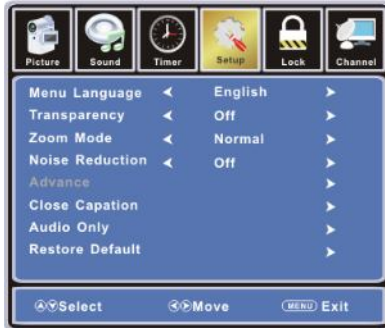 Picture Sound Timer Setup Lock Channel
Menu Language English
Transparency Off
Zoom Mode Normal
Noise Reduction Off
Advance
Close Capation
Audio Only
Restore Default
Select Move MENU Exit